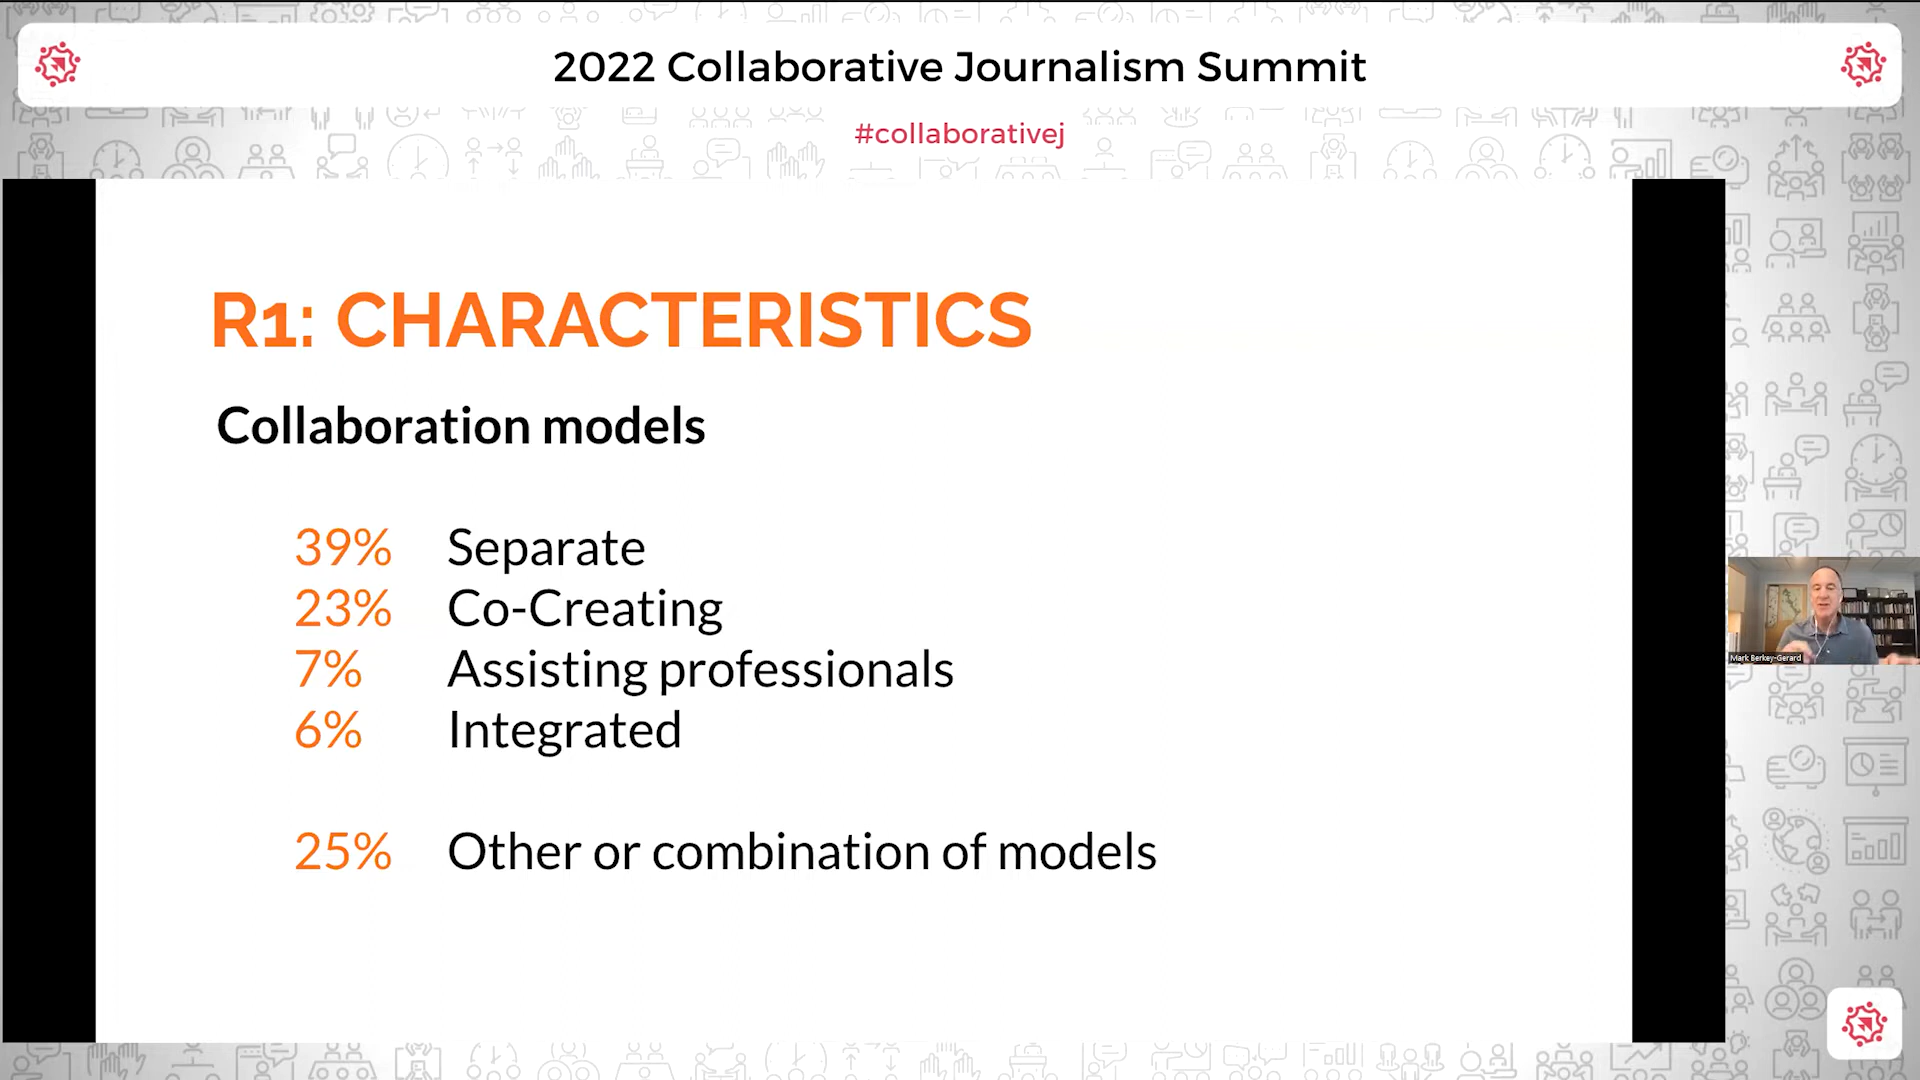 2022 Collaborative Journalism Summit
#collaborativej
R1: CHARACTERISTICS
Collaboration models
39% Separate
23% Co-Creating
7% Assisting professionals
6% Integrated
25% Other or combination of models
Mark Berkey-Gerard